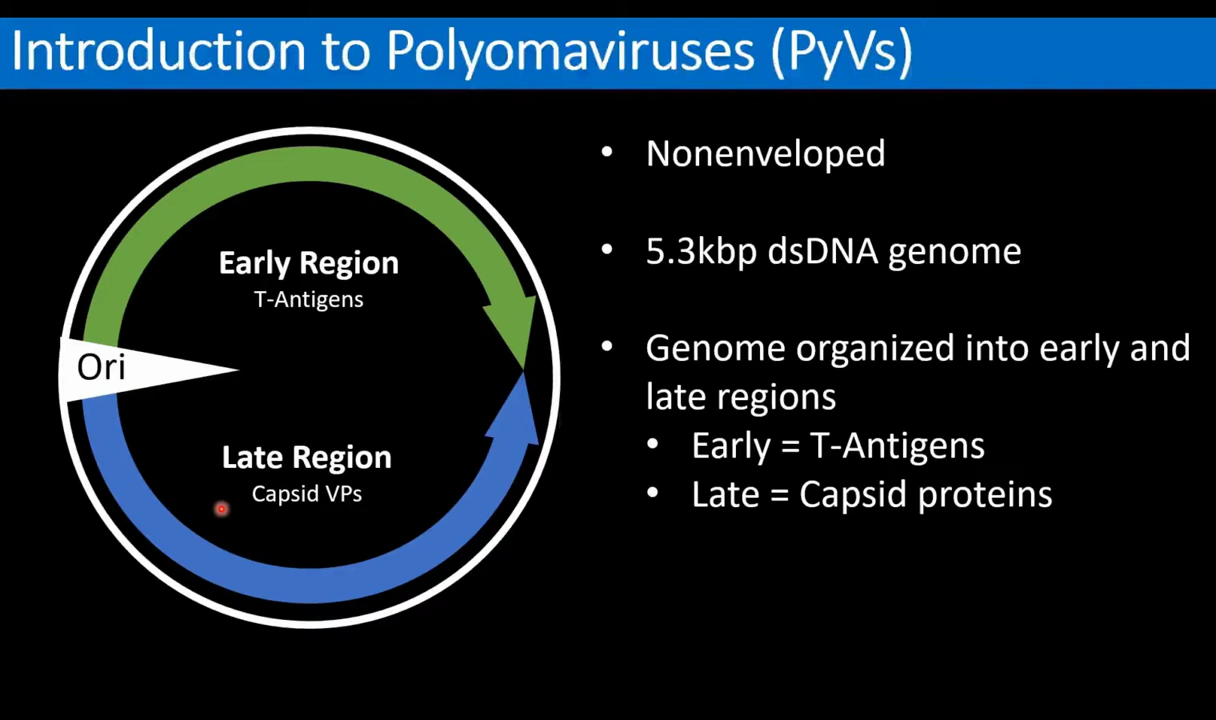 Introduction to Polyomaviruses (PyVs)
Early Region
T-Antigens
Ori
Late Region
Capsid VPs
• Nonenveloped
• 5.3kbp dsDNA genome
• Genome organized into early and
late regions
• Early = T-Antigens
• Late = Capsid proteins